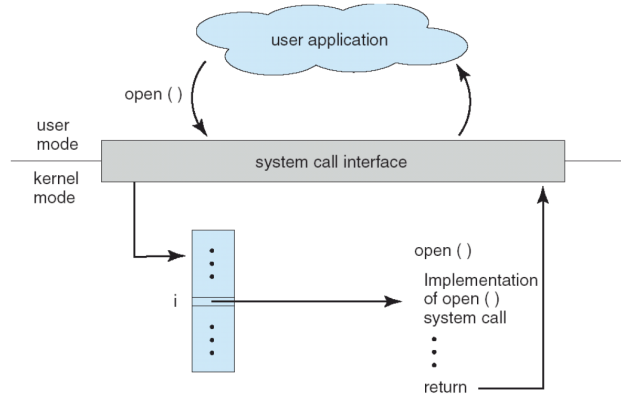 user application
open ( )
user
mode
system call interface
kernel
mode
open ( )
i
Implementation
of open ( )
system call
return